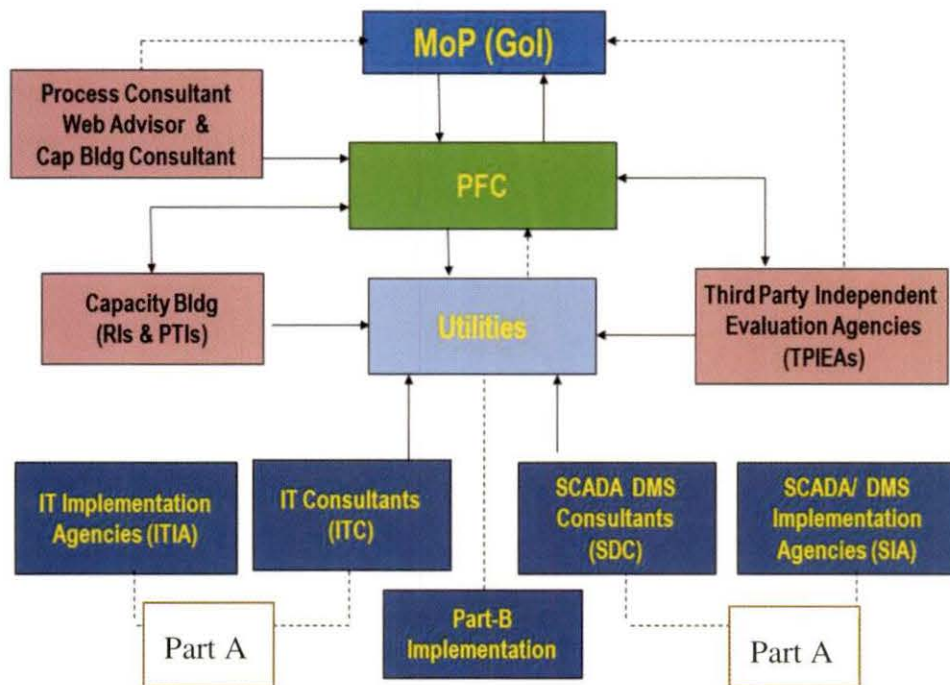 MoP (GoI)
Process Consultant
Web Advisor &
Cap Bldg Consultant
PFC
Capacity Bldg
(RIs & PTIs)
Utilities
Third Party Independent
Evaluation Agencies
(TPIEAs)
IT Implementation
Agencies (ITIA)
IT Consultants
(ITC)
SCADA DMS
Consultants
(SDC)
SCADA/ DMS
Implementation
Agencies (SIA)
Part A
Part-B
Implementation
Part A